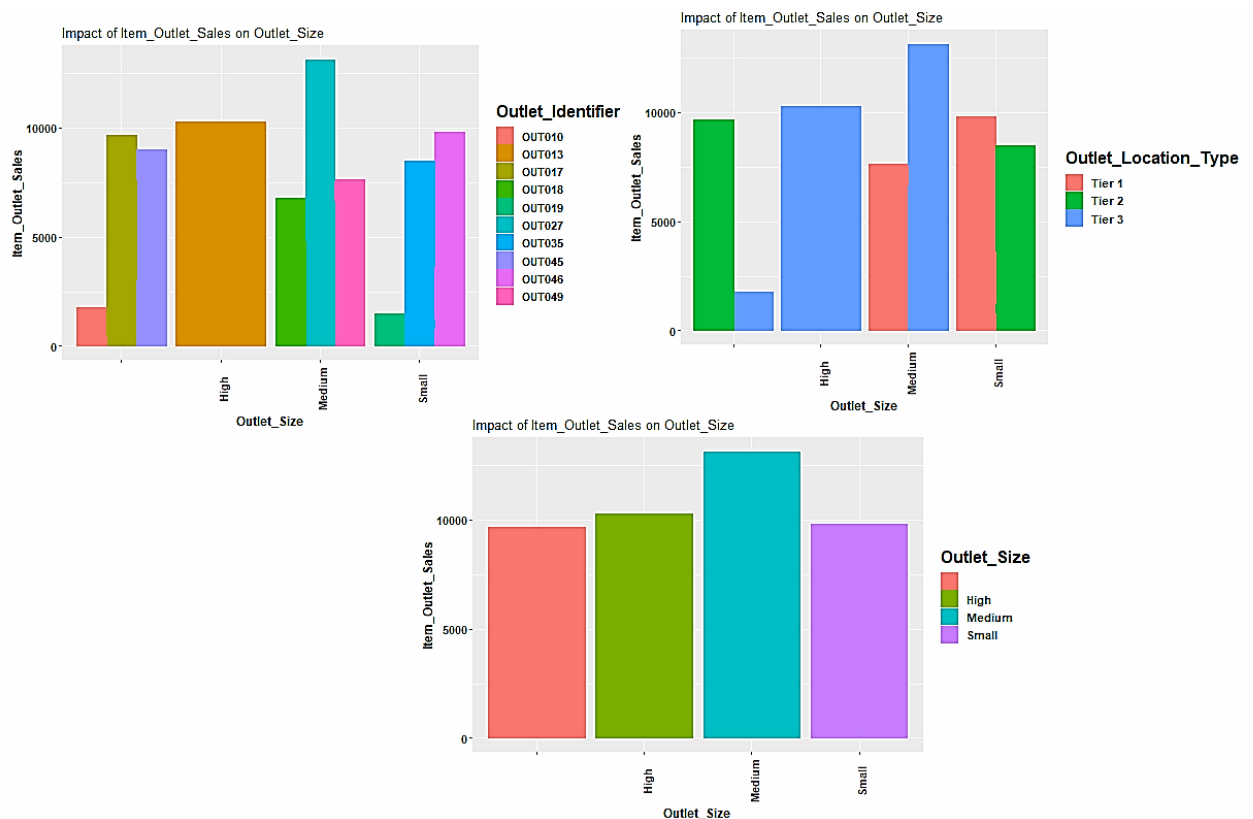 Impact of Item_Outlet_Sales on Outlet_Size
10000
5000
0
Item_Outlet_Sales
High
Medium
Small
Outlet_Size
Outlet_Identifier
OUT010
OUT013
OUT017
OUT018
OUT019
OUT027
OUT035
OUT045
OUT046
OUT049
Impact of Item_Outlet_Sales on Outlet_Size
10000
5000
0
Item_Outlet_Sales
High
Medium
Small
Outlet_Size
Outlet_Location_Type
Tier 1
Tier 2
Tier 3
Impact of Item_Outlet_Sales on Outlet_Size
10000
5000
0
Item_Outlet_Sales
High
Medium
Small
Outlet_Size
Outlet_Size
High
Medium
Small